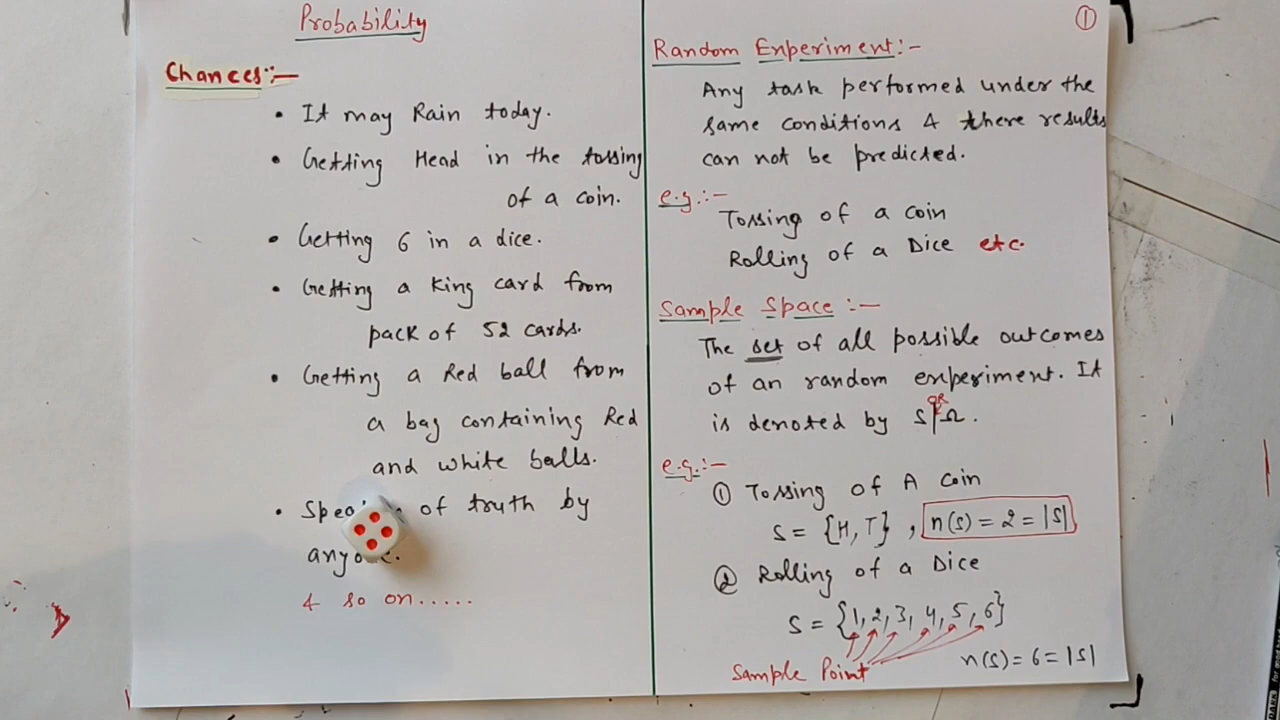 Probability
Chances:-
• It may Rain today.
• Getting Head in the tossing
of a coin.
• Getting 6 in a dice.
• Getting a King card from
pack of 52 cards.
• Getting a Red ball from
a bag containing Red
and white balls.
• of truth by
& so on.....
①
Random Experiment:-
Any task performed under the
same conditions & there results
can not be predicted.
e.g.:-
Tossing of a coin
Rolling of a Dice etc.
Sample Space:-
The set of all possible outcomes
of an random experiment. It
is denoted by S|Ω.
OR
e.g.:-
① Tossing of A coin
S = {H, T}, n(s) = 2 = |S|
② Rolling of a Dice
S = {1, 2, 3, 4, 5, 6}
Sample Point
n(S) = 6 = |S|